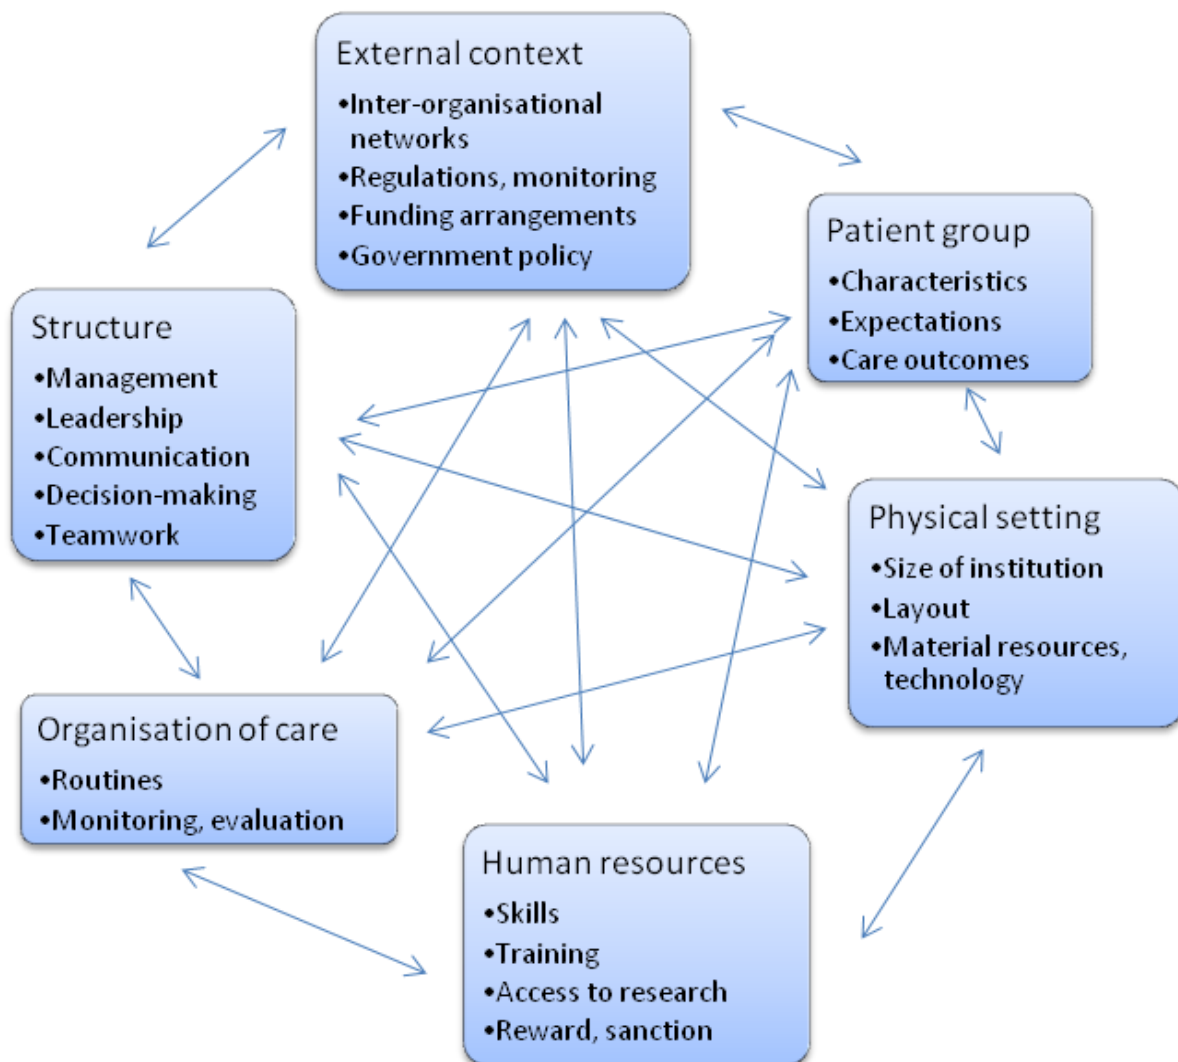 External context
•Inter-organisational
networks
•Regulations, monitoring
•Funding arrangements
•Government policy
Patient group
•Characteristics
•Expectations
•Care outcomes
Structure
•Management
•Leadership
•Communication
•Decision-making
•Teamwork
Physical setting
•Size of institution
•Layout
•Material resources,
technology
Organisation of care
•Routines
•Monitoring, evaluation
Human resources
•Skills
•Training
•Access to research
•Reward, sanction